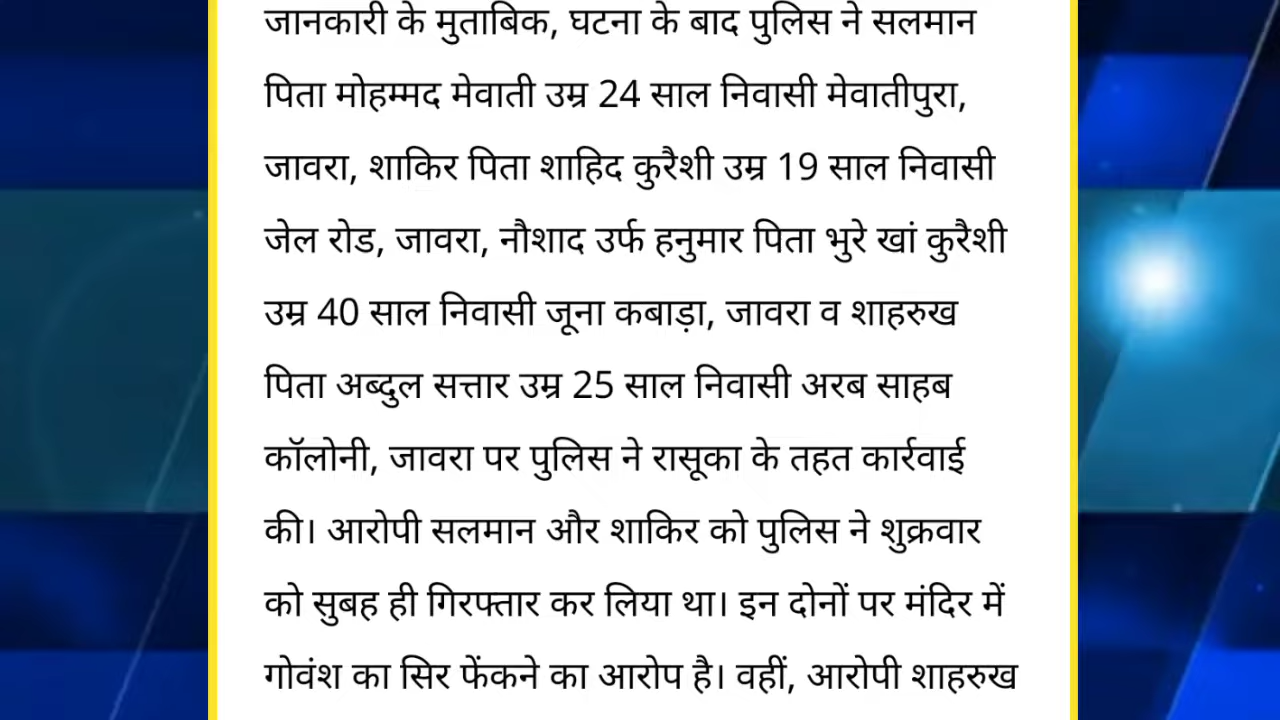 जानकारी के मुताबिक, घटना के बाद पुलिस ने सलमान
पिता मोहम्मद मेवाती उम्र 24 साल निवासी मेवातीपुरा,
जावरा, शाकिर पिता शाहिद कुरैशी उम्र 19 साल निवासी
जेल रोड, जावरा, नौशाद उर्फ हनुमार पिता भुरे खां कुरैशी
उम्र 40 साल निवासी जूना कबाड़ा, जावरा व शाहरुख
पिता अब्दुल सत्तार उम्र 25 साल निवासी अरब साहब
कॉलोनी, जावरा पर पुलिस ने रासूका के तहत कार्रवाई
की। आरोपी सलमान और शाकिर को पुलिस ने शुक्रवार
को सुबह ही गिरफ्तार कर लिया था। इन दोनों पर मंदिर में
गोवंश का सिर फेंकने का आरोप है। वहीं, आरोपी शाहरुख